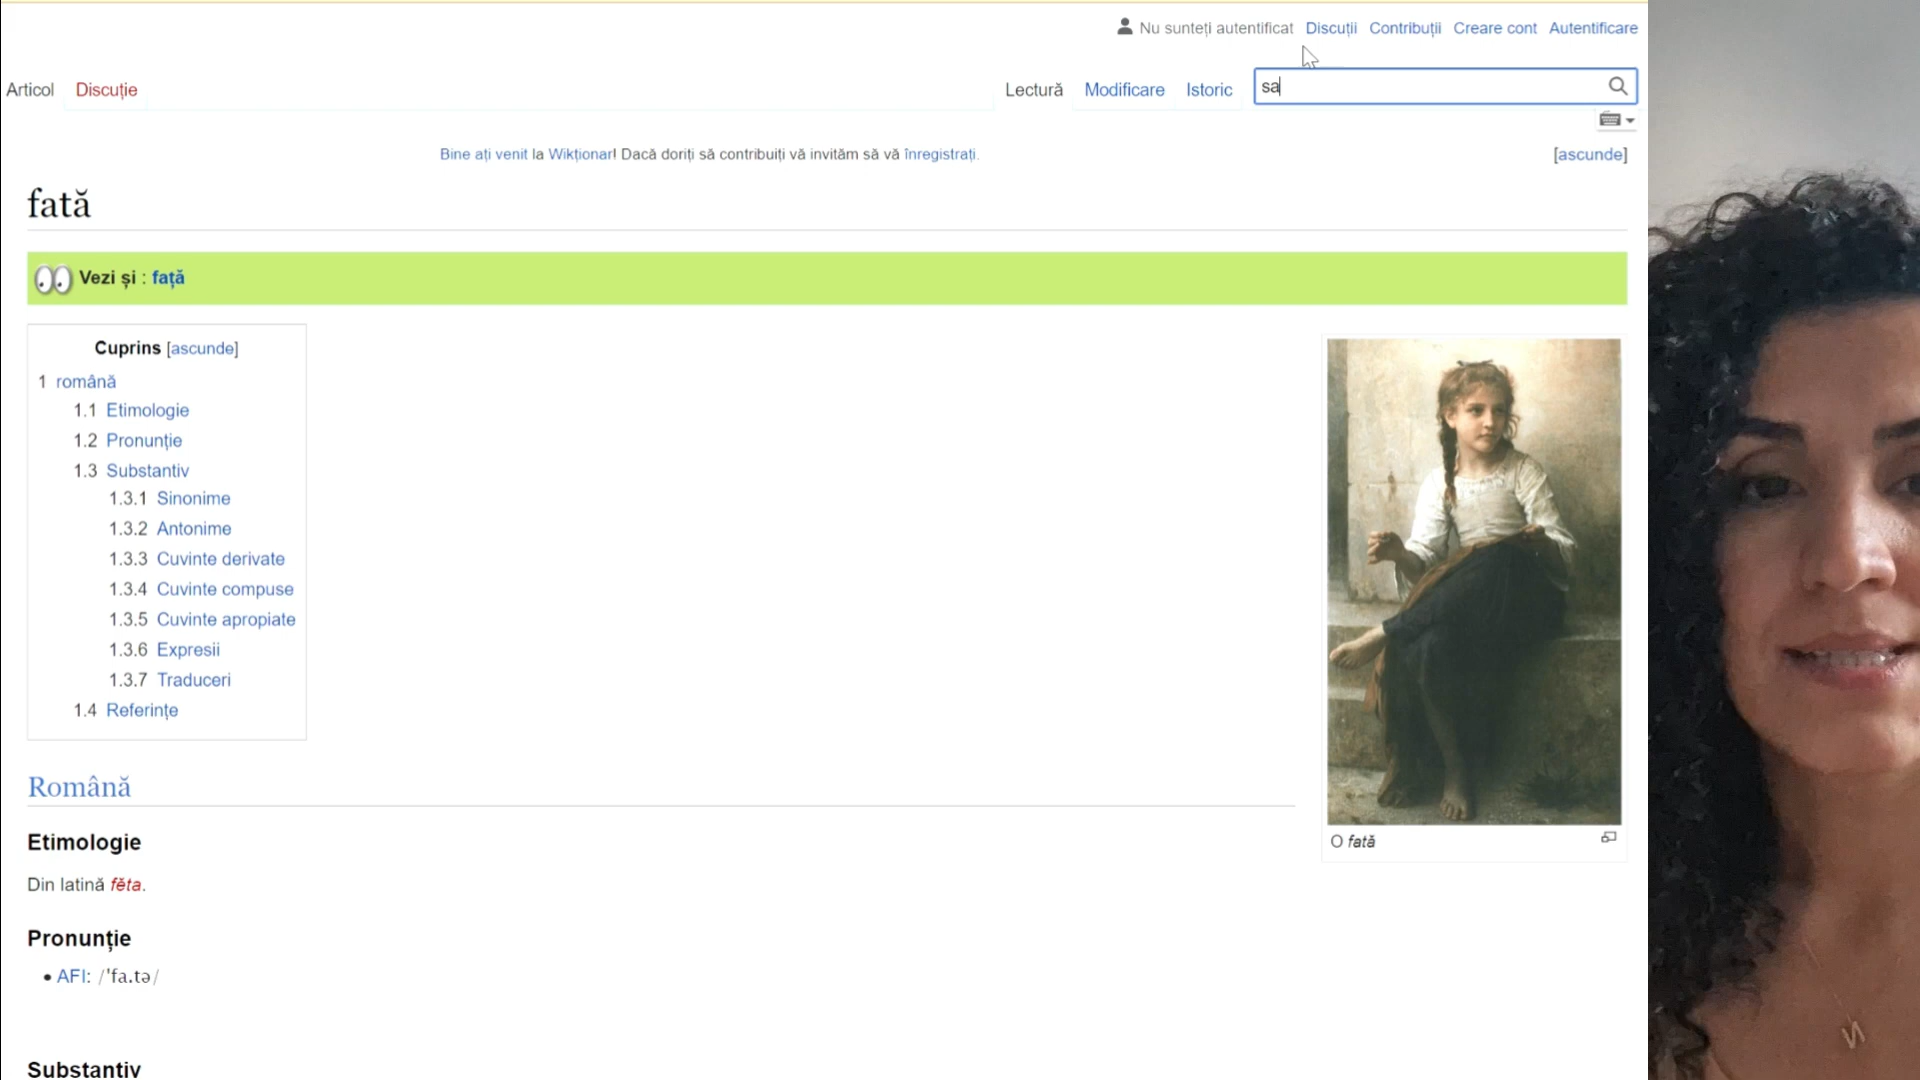 Nu sunteți autentificat Discuții Contribuții Creare cont Autentificare
Articol Discuție Lectură Modificare Istoric sa
Bine ați venit la Wikționar! Dacă doriți să contribuiți vă invităm să vă înregistrați. [ascunde]
fată
Vezi și : față
Cuprins [ascunde]
1 română
1.1 Etimologie
1.2 Pronunție
1.3 Substantiv
1.3.1 Sinonime
1.3.2 Antonime
1.3.3 Cuvinte derivate
1.3.4 Cuvinte compuse
1.3.5 Cuvinte apropiate
1.3.6 Expresii
1.3.7 Traduceri
1.4 Referințe
O fată
Română
Etimologie
Din latină fēta.
Pronunție
• AFI: /'fa.tə/
Substantiv